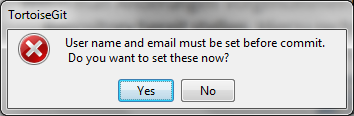 TortoiseGit
User name and email must be set before commit.
Do you want to set these now?
Yes
No